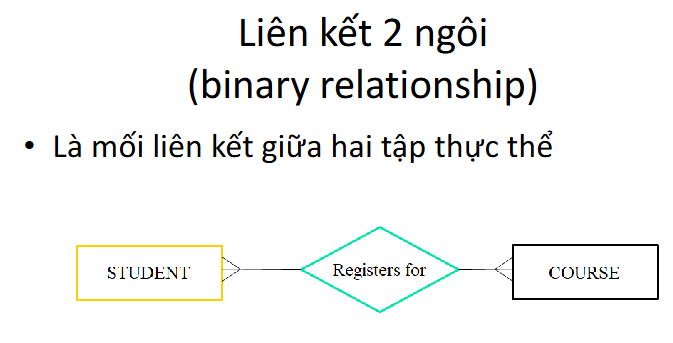 Liên kết 2 ngôi
(binary relationship)
• Là mối liên kết giữa hai tập thực thể
STUDENT
Registers for
COURSE